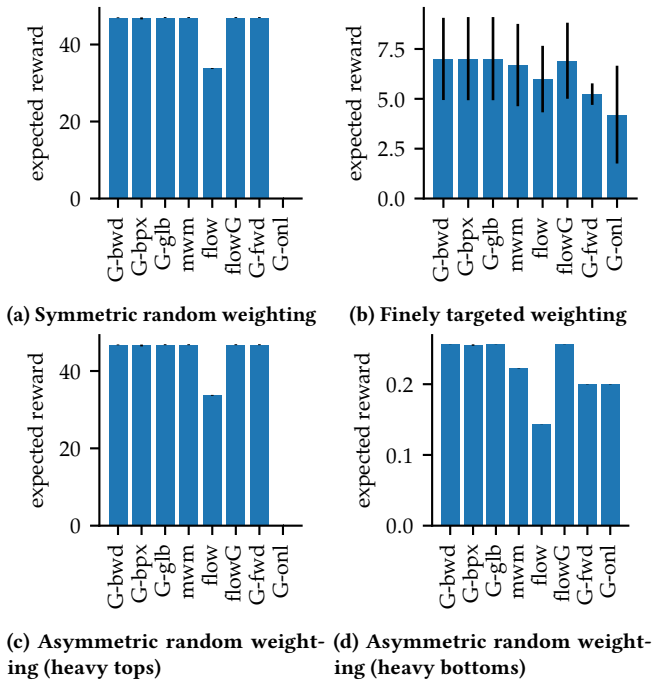 expected reward
40
20
0
G-bwd
G-bpx
G-glb
mwm
flow
flowG
G-fwd
G-onl
(a) Symmetric random weighting
expected reward
7.5
5.0
2.5
0.0
G-bwd
G-bpx
G-glb
mwm
flow
flowG
G-fwd
G-onl
(b) Finely targeted weighting
expected reward
40
20
0
G-bwd
G-bpx
G-glb
mwm
flow
flowG
G-fwd
G-onl
(c) Asymmetric random weight-
ing (heavy tops)
expected reward
0.2
0.1
0.0
G-bwd
G-bpx
G-glb
mwm
flow
flowG
G-fwd
G-onl
(d) Asymmetric random weight-
ing (heavy bottoms)